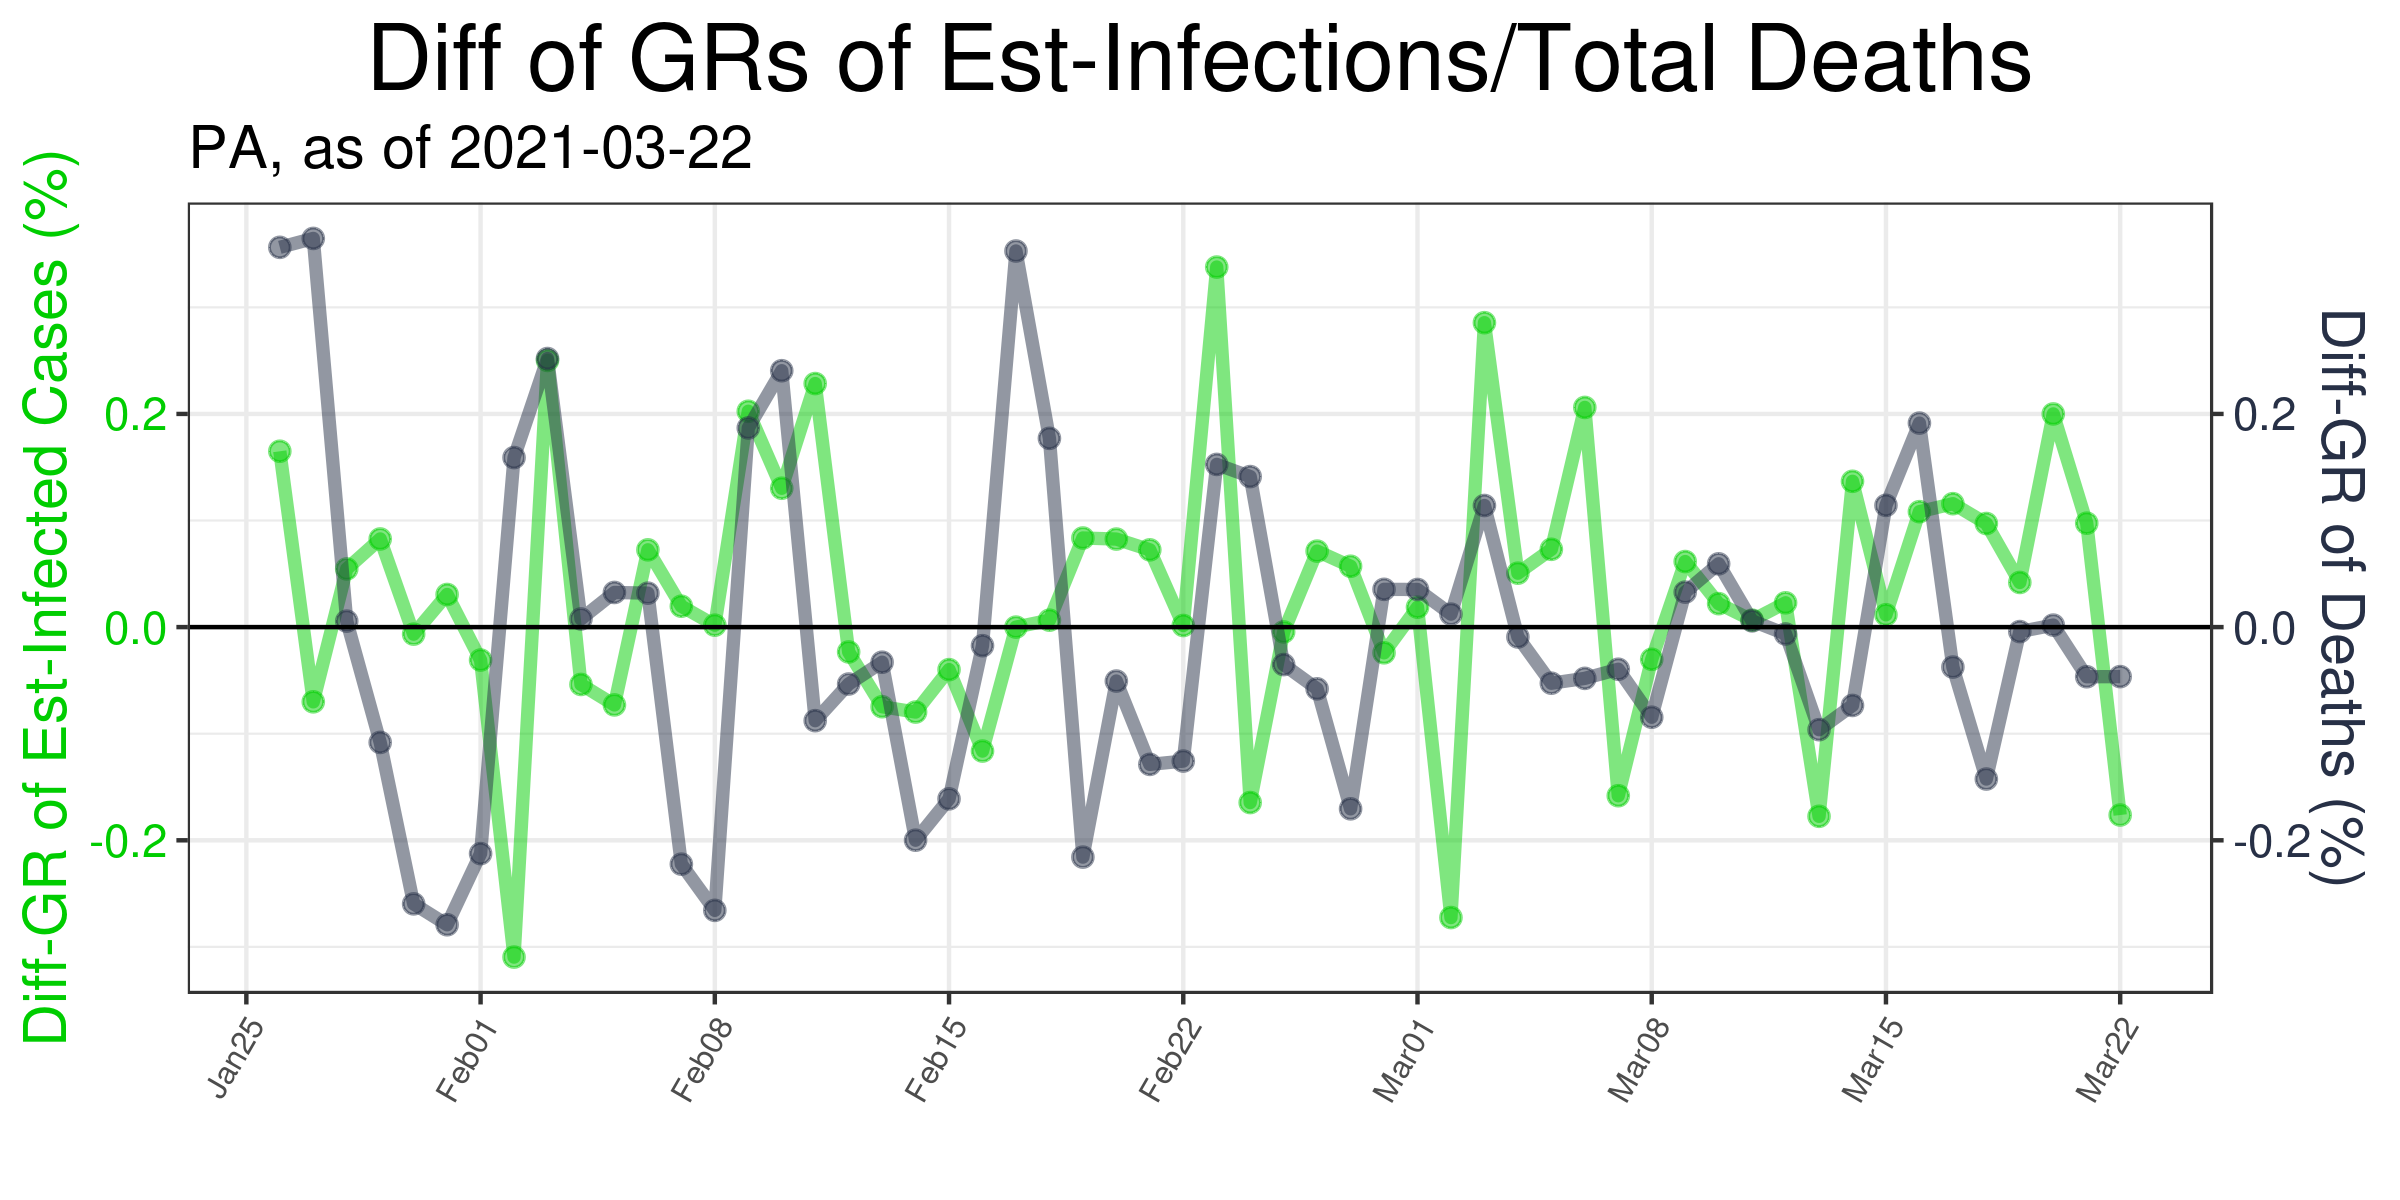 Diff of GRs of Est-Infections/Total Deaths
PA, as of 2021-03-22
Diff-GR of Est-Infected Cases (%)
0.2
0.0
-0.2
0.2
0.0
-0.2
Diff-GR of Deaths (%)
Jan25
Feb01
Feb08
Feb15
Feb22
Mar01
Mar08
Mar15
Mar22